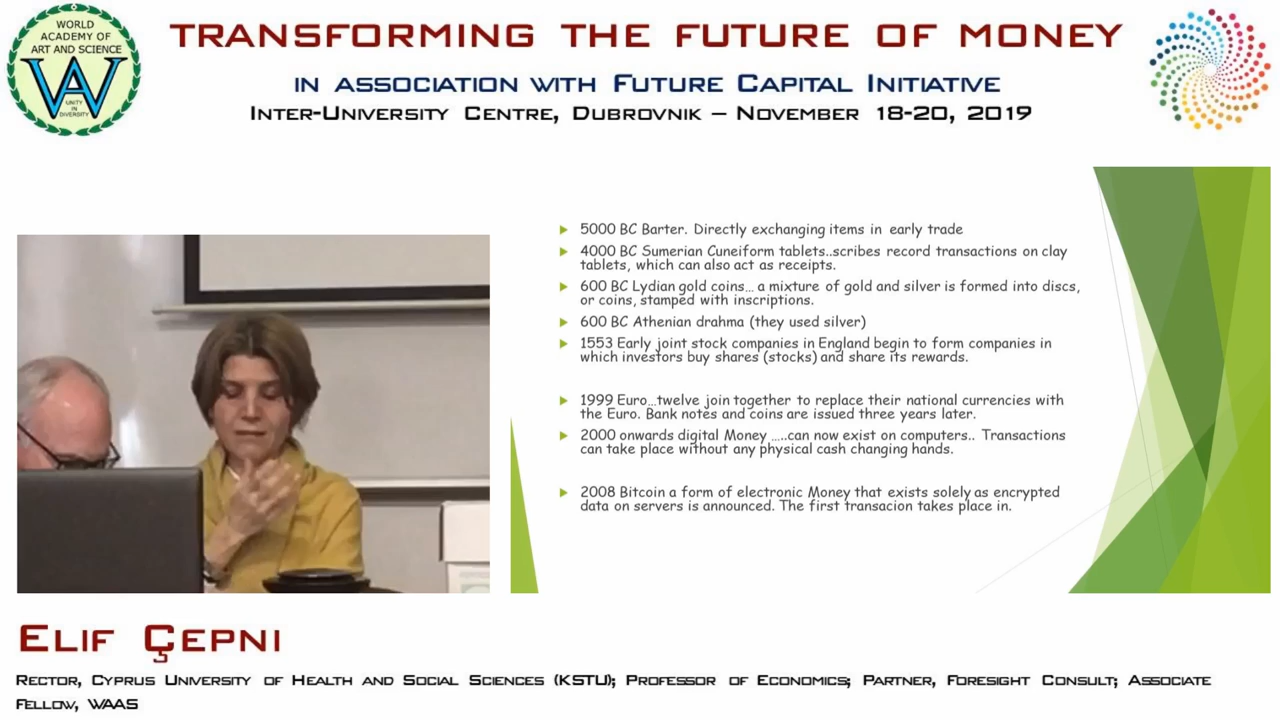 WORLD
ACADEMY OF
ART AND SCIENCE
WA
UNITY
IN
DIVERSITY
TRANSFORMING THE FUTURE OF MONEY
IN ASSOCIATION WITH FUTURE CAPITAL INITIATIVE
INTER-UNIVERSITY CENTRE, DUBROVNIK – NOVEMBER 18-20, 2019
5000 BC Barter. Directly exchanging items in early trade
4000 BC Sumerian Cuneiform tablets..scribes record transactions on clay
tablets, which can also act as receipts.
600 BC Lydian gold coins... a mixture of gold and silver is formed into discs,
or coins, stamped with inscriptions.
600 BC Athenian drahma (they used silver)
1553 Early joint stock companies in England begin to form companies in
which investors buy shares (stocks) and share its rewards.
1999 Euro...twelve join together to replace their national currencies with
the Euro. Bank notes and coins are issued three years later.
2000 onwards digital Money .....can now exist on computers.. Transactions
can take place without any physical cash changing hands.
2008 Bitcoin a form of electronic Money that exists solely as encrypted
data on servers is announced. The first transacion takes place in.
ELIF ÇEPNI
RECTOR, CYPRUS UNIVERSITY OF HEALTH AND SOCIAL SCIENCES (KSTU); PROFESSOR OF ECONOMICS; PARTNER, FORESIGHT CONSULT; ASSOCIATE
FELLOW, WAAS